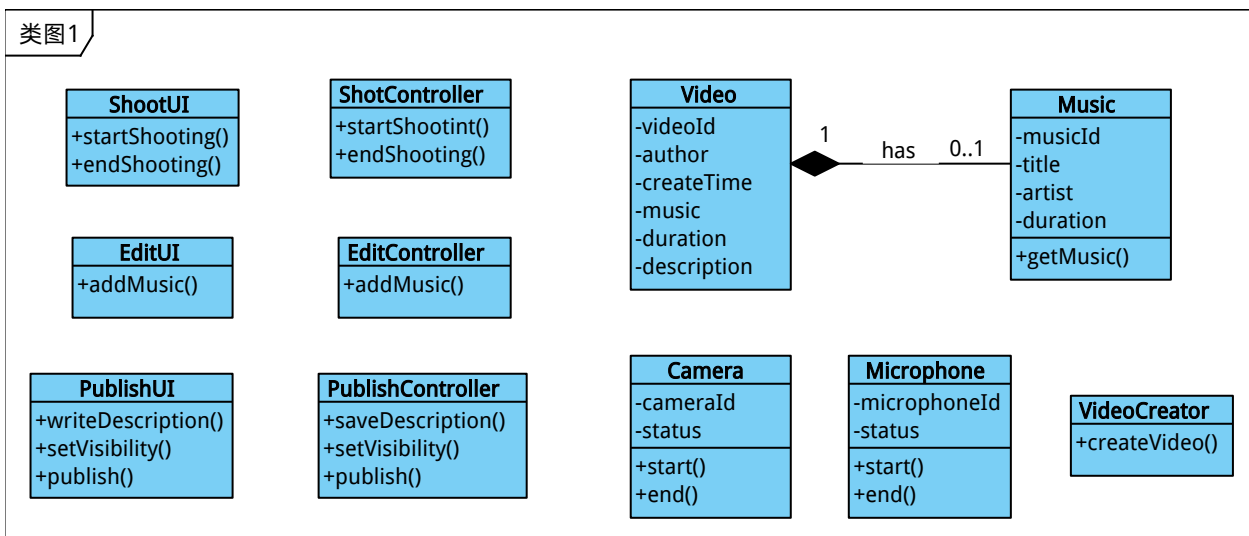 类图1
ShootUI
+startShooting()
+endShooting()
ShotController
+startShootint()
+endShooting()
Video
-videoId
-author
-createTime
-music
-duration
-description
1
has
0..1
Music
-musicId
-title
-artist
-duration
+getMusic()
EditUI
+addMusic()
EditController
+addMusic()
PublishUI
+writeDescription()
+setVisibility()
+publish()
PublishController
+saveDescription()
+setVisibility()
+publish()
Camera
-cameraId
-status
+start()
+end()
Microphone
-microphoneId
-status
+start()
+end()
VideoCreator
+createVideo()